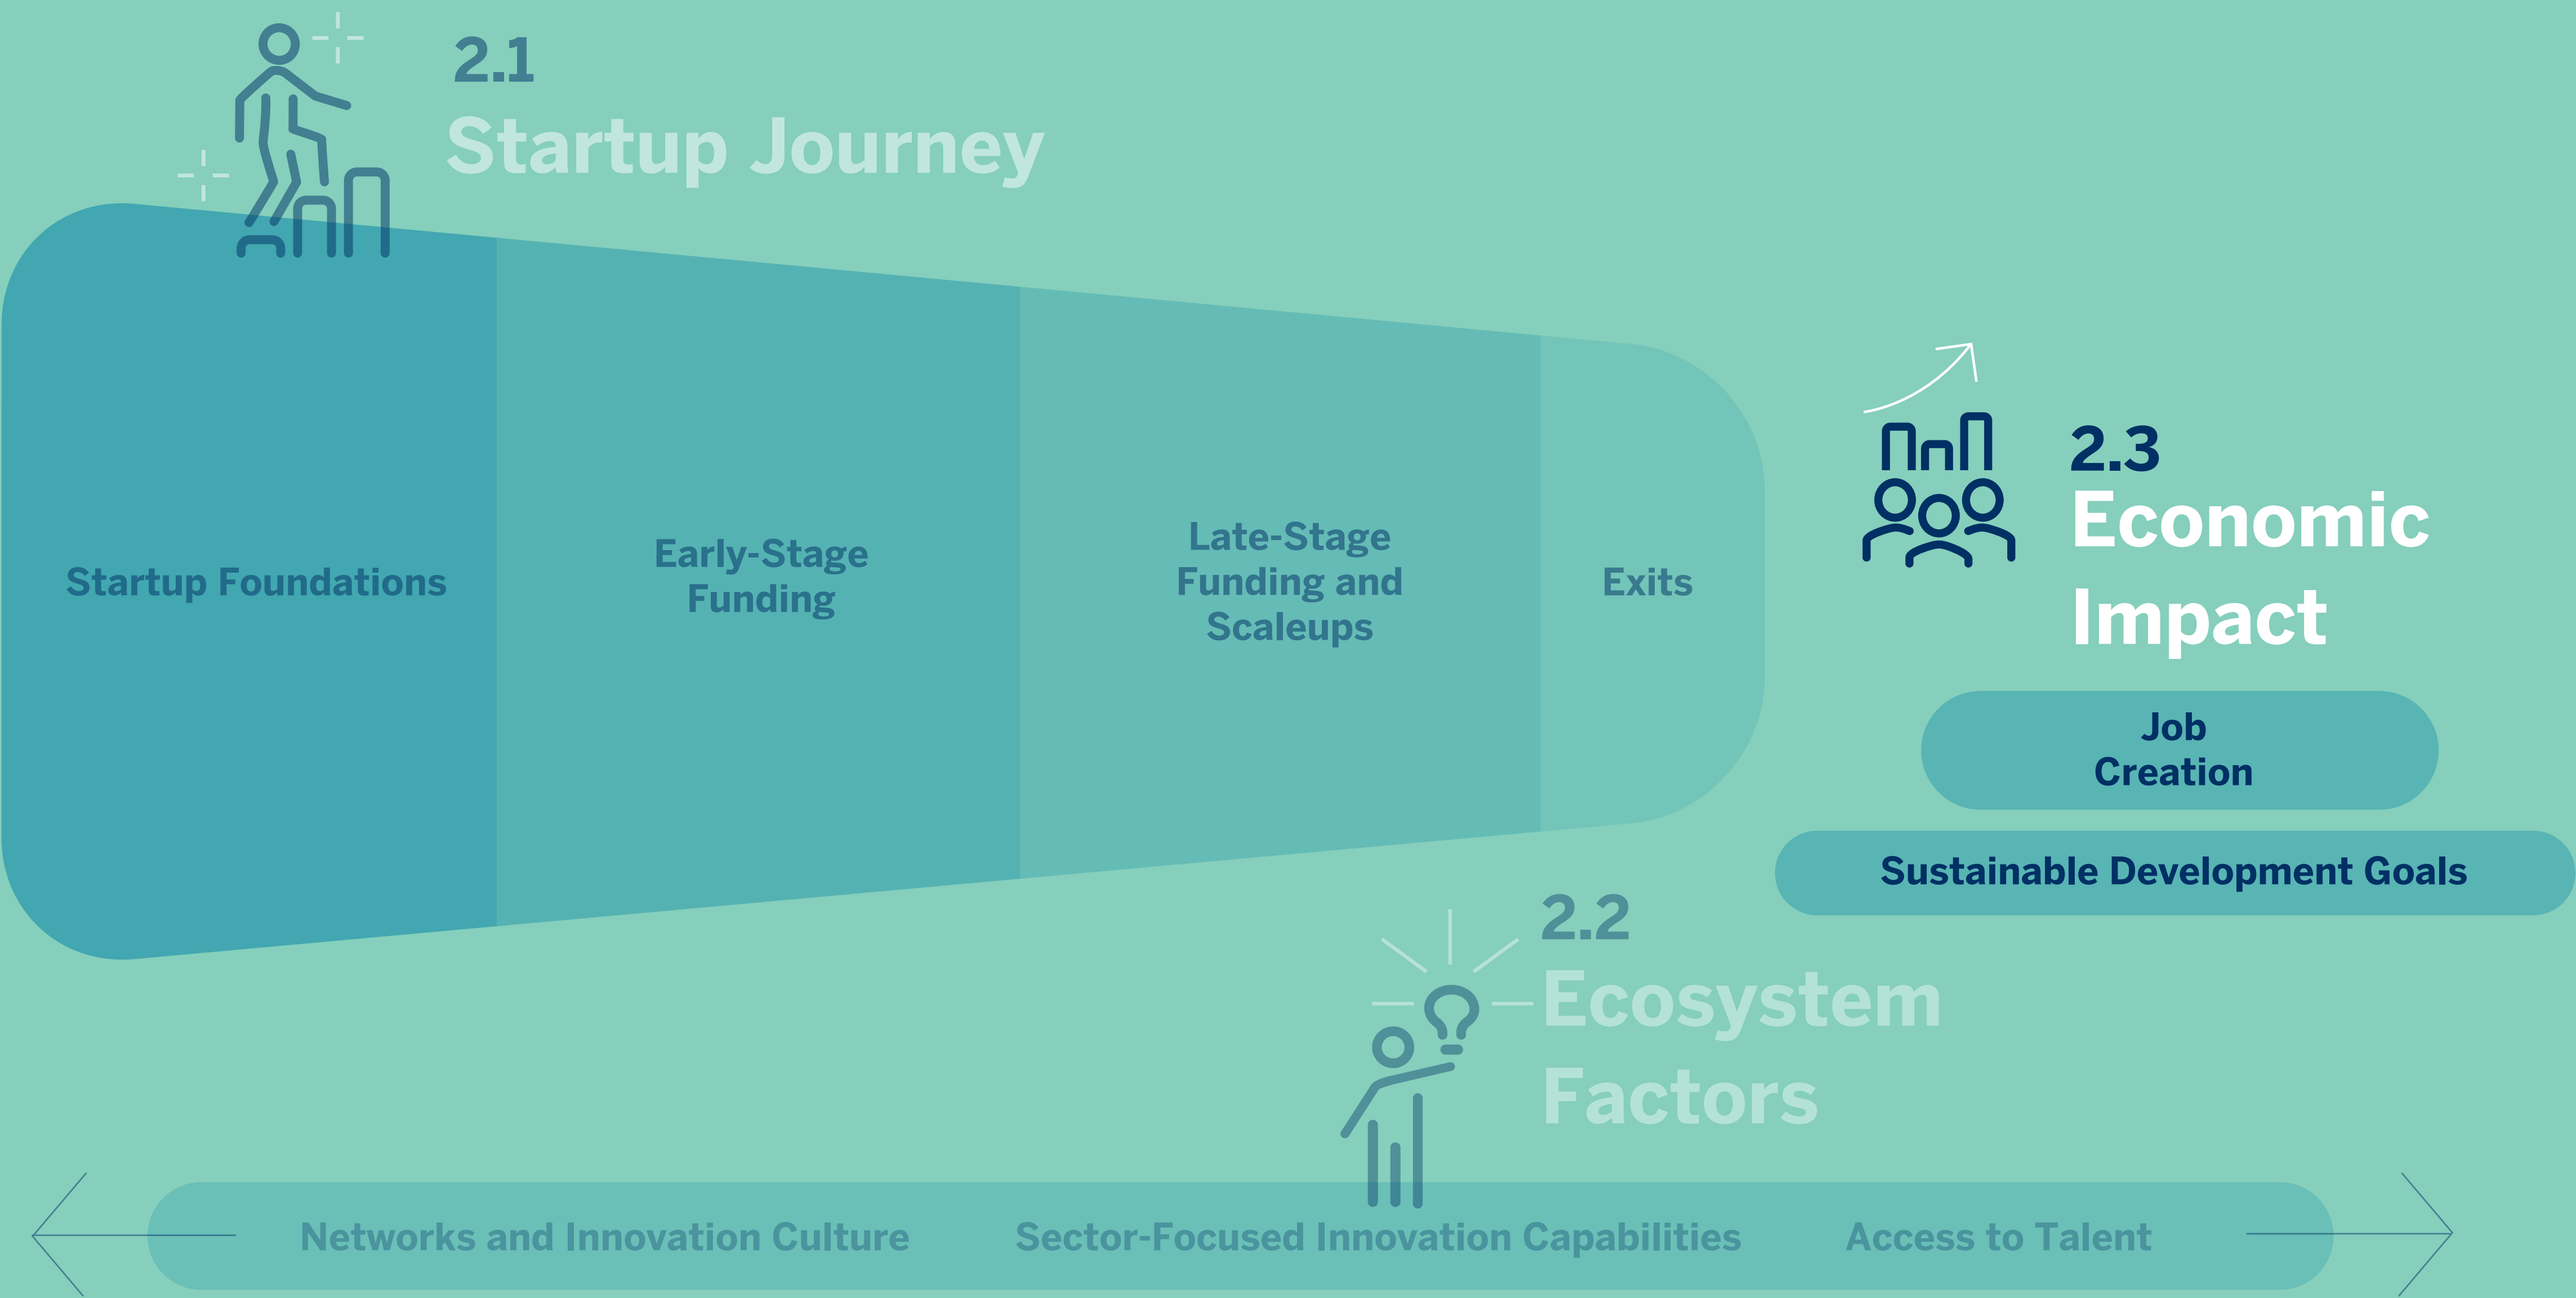 2.1
Startup Journey
Startup Foundations
Early-Stage
Funding
Late-Stage
Funding and
Scaleups
Exits
2.3
Economic
Impact
Job
Creation
Sustainable Development Goals
2.2
Ecosystem
Factors
Networks and Innovation Culture
Sector-Focused Innovation Capabilities
Access to Talent